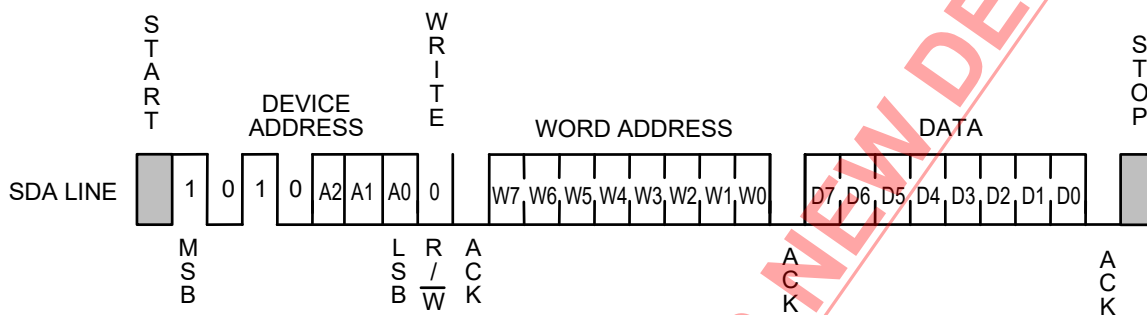 START
WRITE
STOP
DEVICE
ADDRESS
WORD ADDRESS
DATA
SDA LINE
1 0 1 0 A2 A1 A0 0
W7 W6 W5 W4 W3 W2 W1 W0
D7 D6 D5 D4 D3 D2 D1 D0
MSB
LSB
R/W
ACK
ACK
ACK
NEW DE